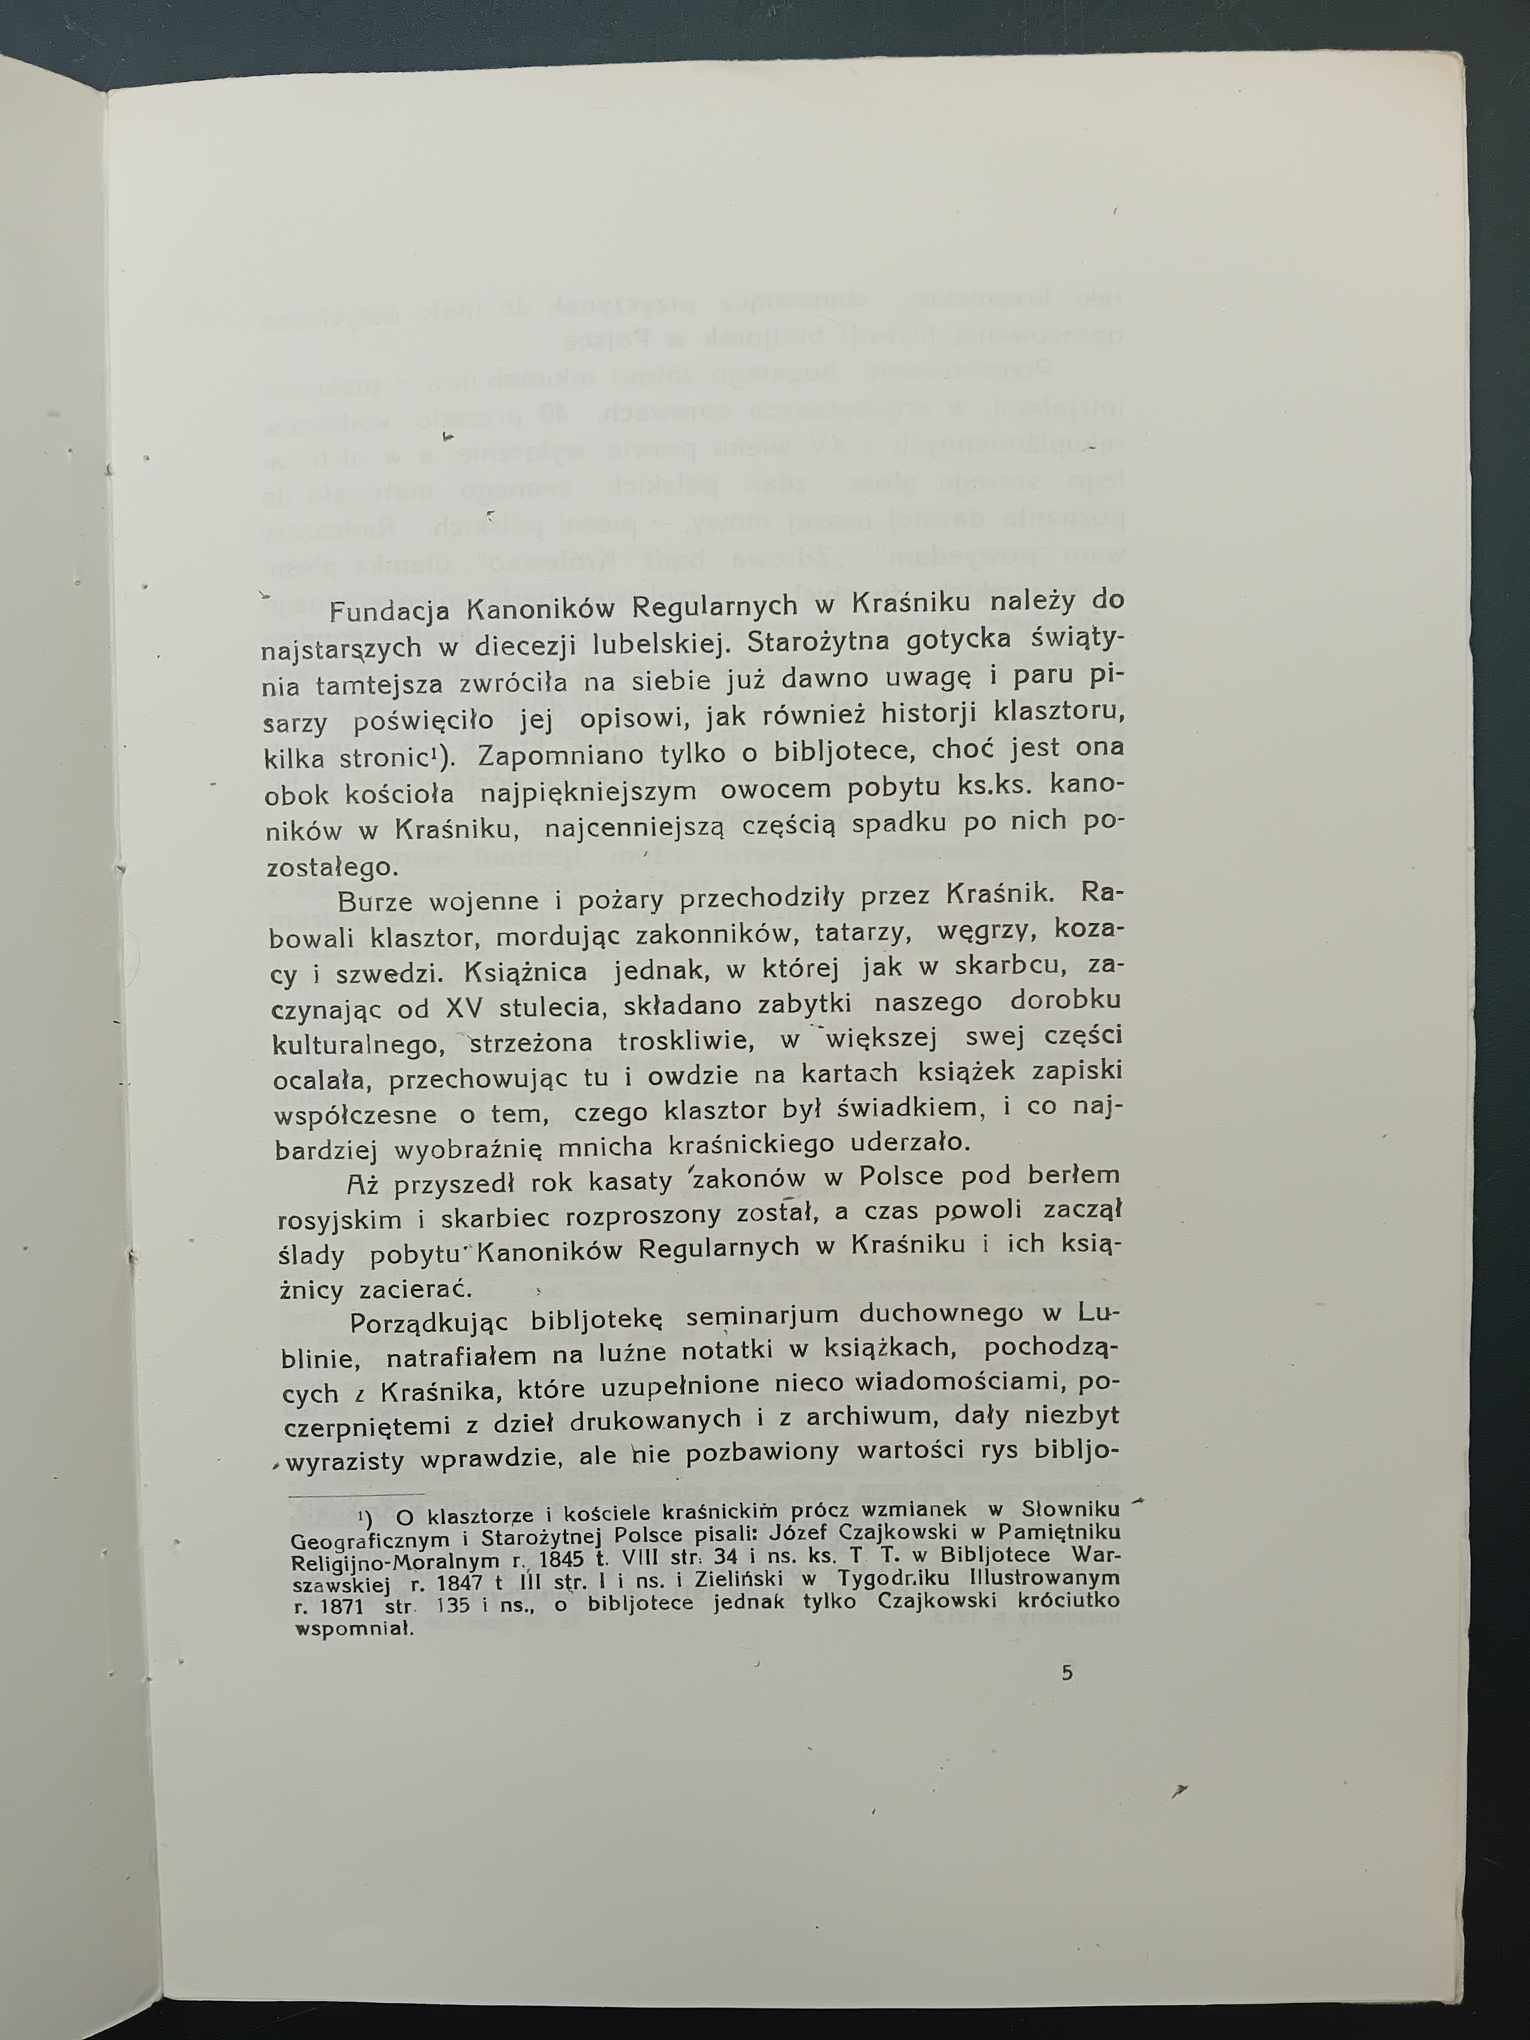 Fundacja Kanoników Regularnych w Kraśniku należy do
najstarszych w diecezji lubelskiej. Starożytna gotycka świąty-
nia tamtejsza zwróciła na siebie już dawno uwagę i paru pi-
sarzy poświęciło jej opisowi, jak również historji klasztoru,
kilka stronic¹). Zapomniano tylko o bibljotece, choć jest ona
obok kościoła najpiękniejszym owocem pobytu ks.ks. kano-
ników w Kraśniku, najcenniejszą częścią spadku po nich po-
zostałego.
Burze wojenne i pożary przechodziły przez Kraśnik. Ra-
bowali klasztor, mordując zakonników, tatarzy, węgrzy, koza-
cy i szwedzi. Książnica jednak, w której jak w skarbcu, za-
czynając od XV stulecia, składano zabytki naszego dorobku
kulturalnego, strzeżona troskliwie, w większej swej części
ocalała, przechowując tu i owdzie na kartach książek zapiski
współczesne o tem, czego klasztor był świadkiem, i co naj-
bardziej wyobraźnię mnicha kraśnickiego uderzało.
Aż przyszedł rok kasaty zakonów w Polsce pod berłem
rosyjskim i skarbiec rozproszony został, a czas powoli zaczął
ślady pobytu Kanoników Regularnych w Kraśniku i ich ksią-
żnicy zacierać.
Porządkując bibljotekę seminarjum duchownego w Lu-
blinie, natrafiałem na luźne notatki w książkach, pochodzą-
cych z Kraśnika, które uzupełnione nieco wiadomościami, po-
czerpniętemi z dzieł drukowanych i z archiwum, dały niezbyt
wyrazisty wprawdzie, ale nie pozbawiony wartości rys bibljo-
¹) O klasztorze i kościele kraśnickim prócz wzmianek w Słowniku
Geograficznym i Starożytnej Polsce pisali: Józef Czajkowski w Pamiętniku
Religijno-Moralnym r. 1845 t. VIII str. 34 i ns. ks. T T. w Bibljotece War-
szawskiej r. 1847 t III str. I i ns. i Zieliński w Tygodniku Illustrowanym
r. 1871 str. 135 i ns., o bibljotece jednak tylko Czajkowski króciutko
wspomniał.
5